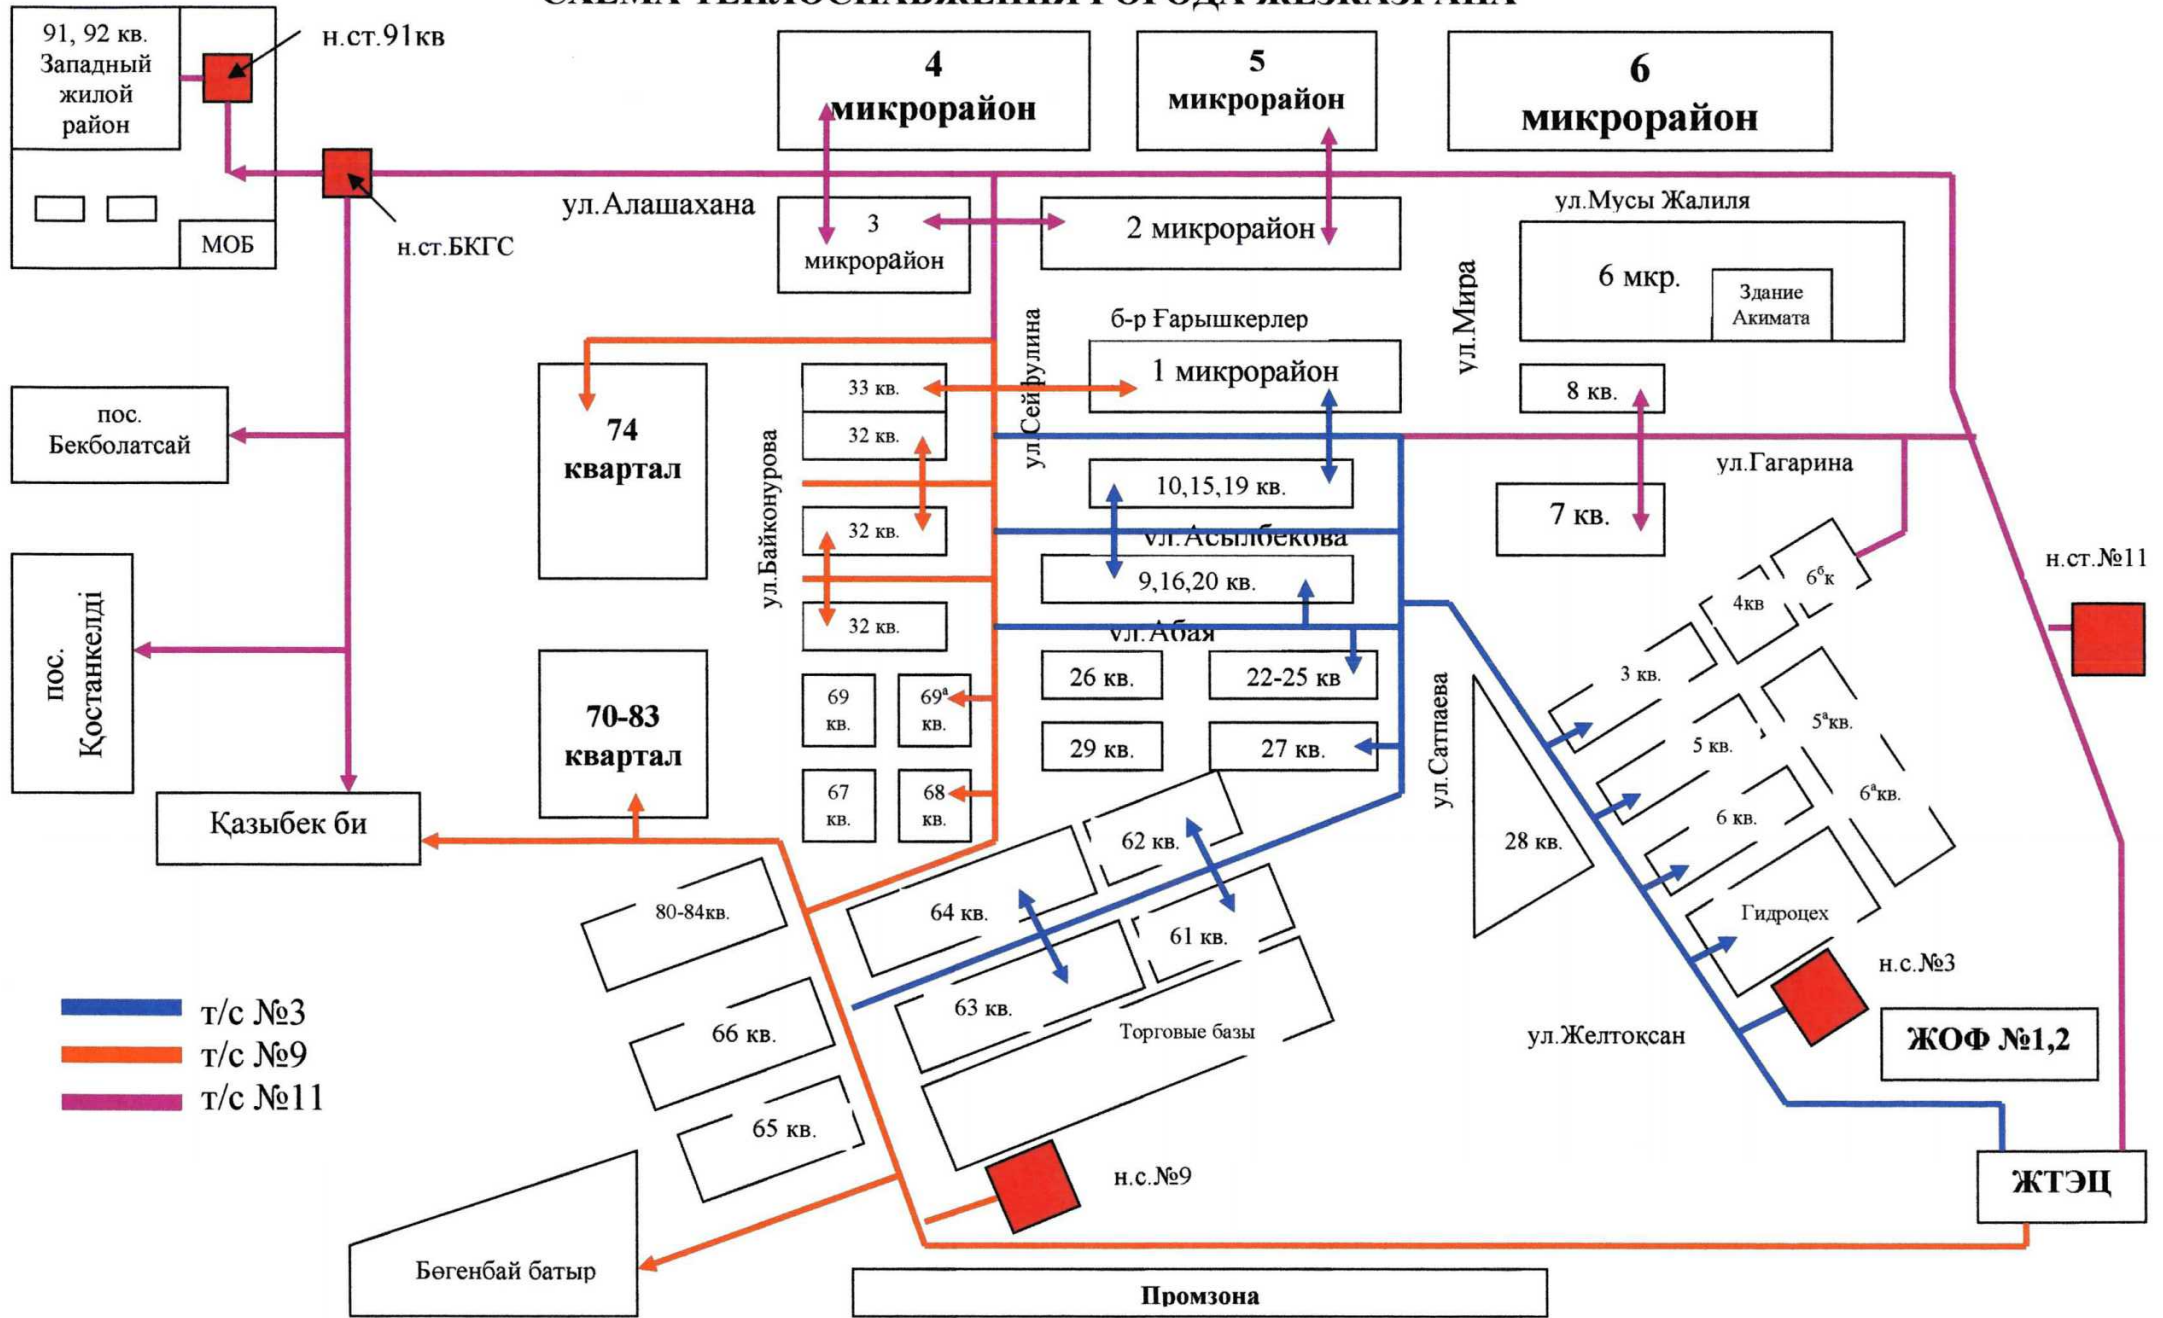 СХЕМА ТЕПЛОСНАБЖЕНИЯ ГОРОДА ЖЕЗКАЗГАНА
91, 92 кв.
Западный
жилой
район
н.ст.91кв
МОБ
н.ст.БКГС
4
микрорайон
5
микрорайон
6
микрорайон
ул.Алашахана
3
микрорайон
2 микрорайон
ул.Мусы Жалиля
6 мкр.
Здание
Акимата
ул.Мира
б-р Ғарышкерлер
ул.Сейфулина
1 микрорайон
33 кв.
32 кв.
8 кв.
74
квартал
ул.Байконурова
пос.
Бекболатсай
ул.Гагарина
10,15,19 кв.
7 кв.
32 кв.
ул.Асылбекова
9,16,20 кв.
н.ст.№11
6бк
4кв
32 кв.
ул.Абая
пос.
Қостанкелді
26 кв.
22-25 кв
3 кв.
69
кв.
69а
кв.
70-83
квартал
29 кв.
27 кв.
ул.Сатпаева
5 кв.
5акв.
67
кв.
68
кв.
6акв.
6 кв.
Қазыбек би
62 кв.
28 кв.
80-84кв.
64 кв.
61 кв.
Гидроцех
н.с.№3
63 кв.
Торговые базы
66 кв.
ул.Желтоқсан
ЖОФ №1,2
т/с №3
т/с №9
т/с №11
65 кв.
н.с.№9
ЖТЭЦ
Бөгенбай батыр
Промзона